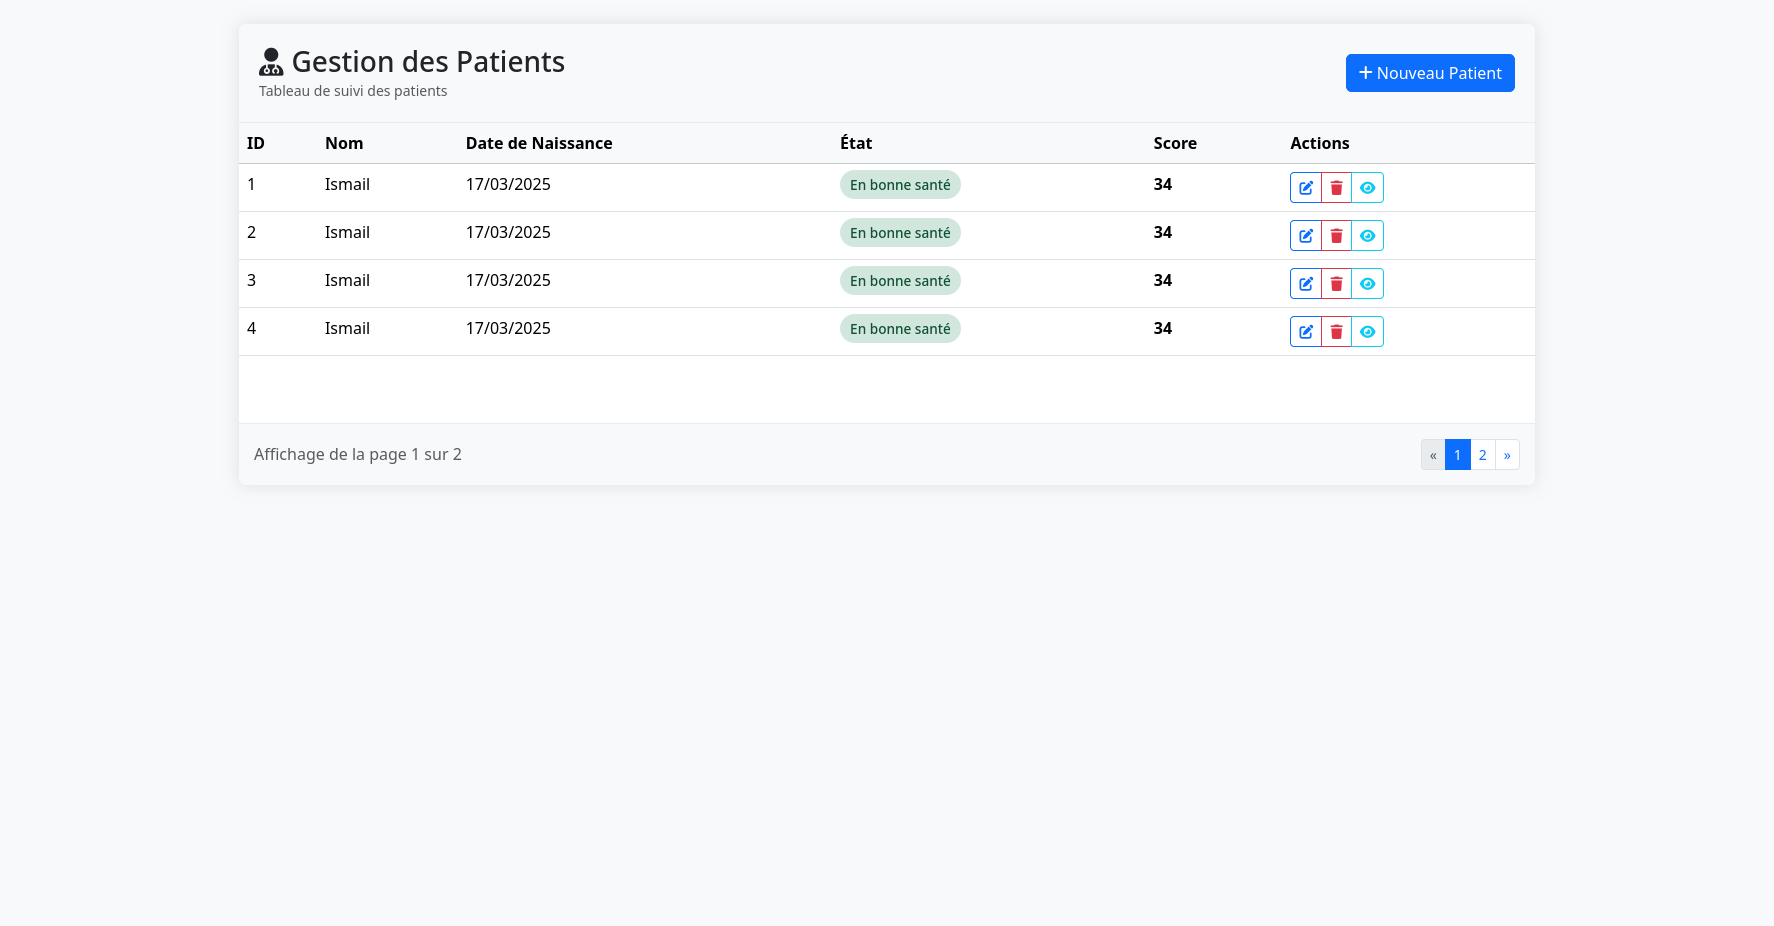 Gestion des Patients
Tableau de suivi des patients
Nouveau Patient
ID Nom Date de Naissance État Score Actions
1 Ismail 17/03/2025 En bonne santé 34
2 Ismail 17/03/2025 En bonne santé 34
3 Ismail 17/03/2025 En bonne santé 34
4 Ismail 17/03/2025 En bonne santé 34
Affichage de la page 1 sur 2
« 1 2 »